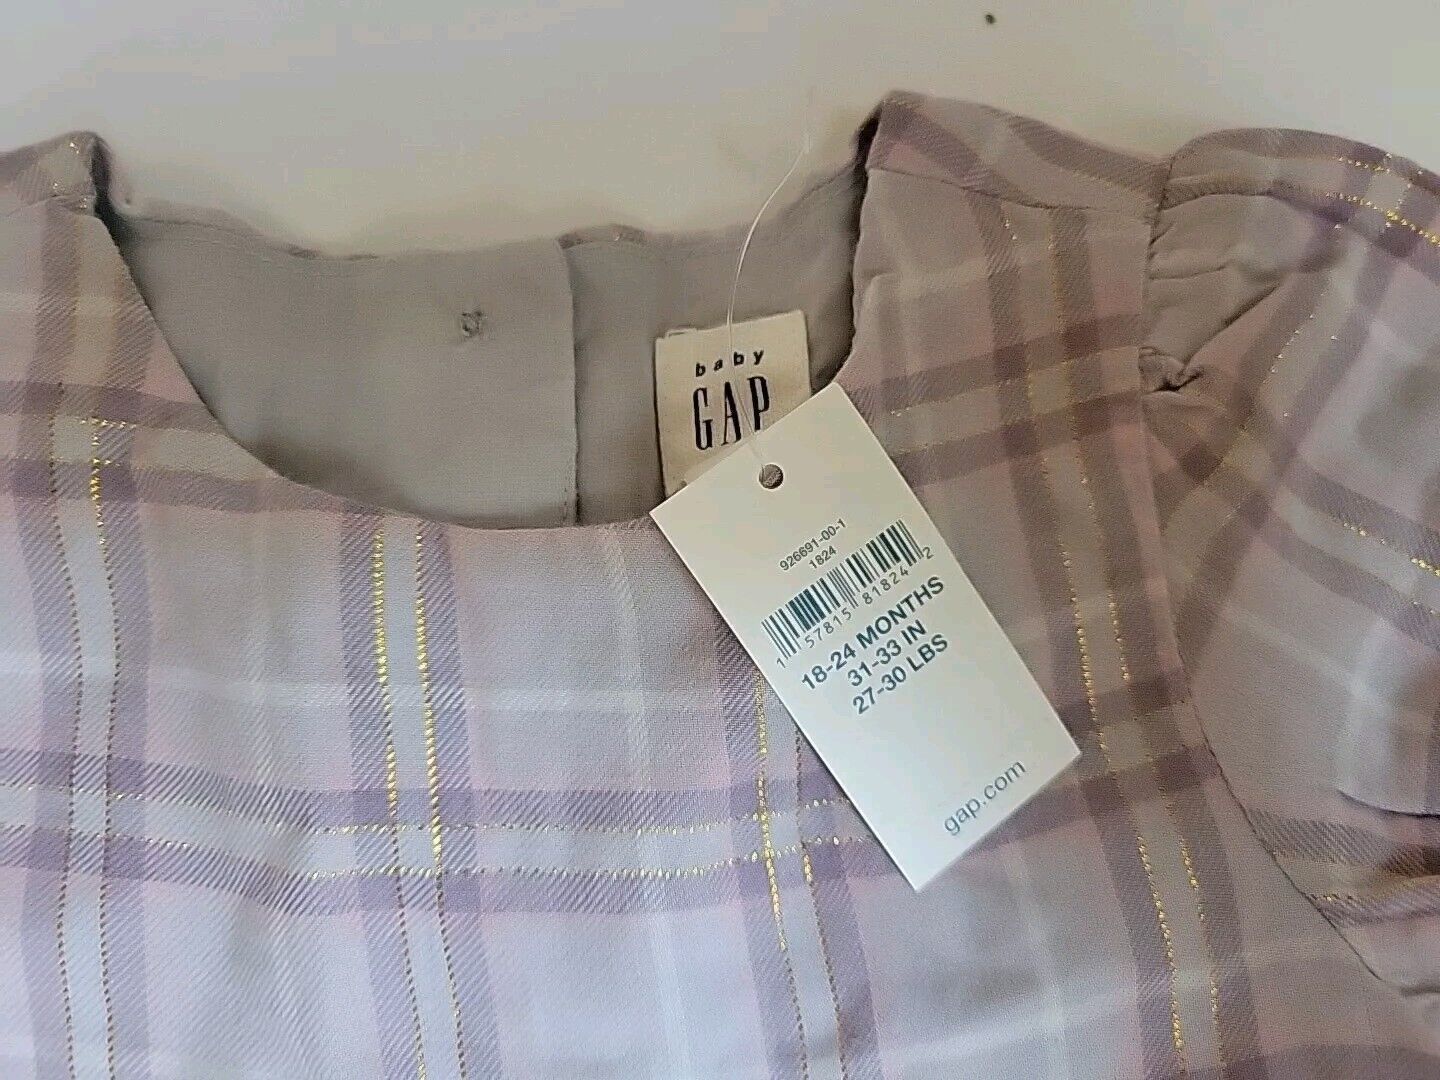 baby
GAP
926691-00-1
1824
1 57815 81824 2
18-24 MONTHS
31-33 IN
27-30 LBS
gap.com